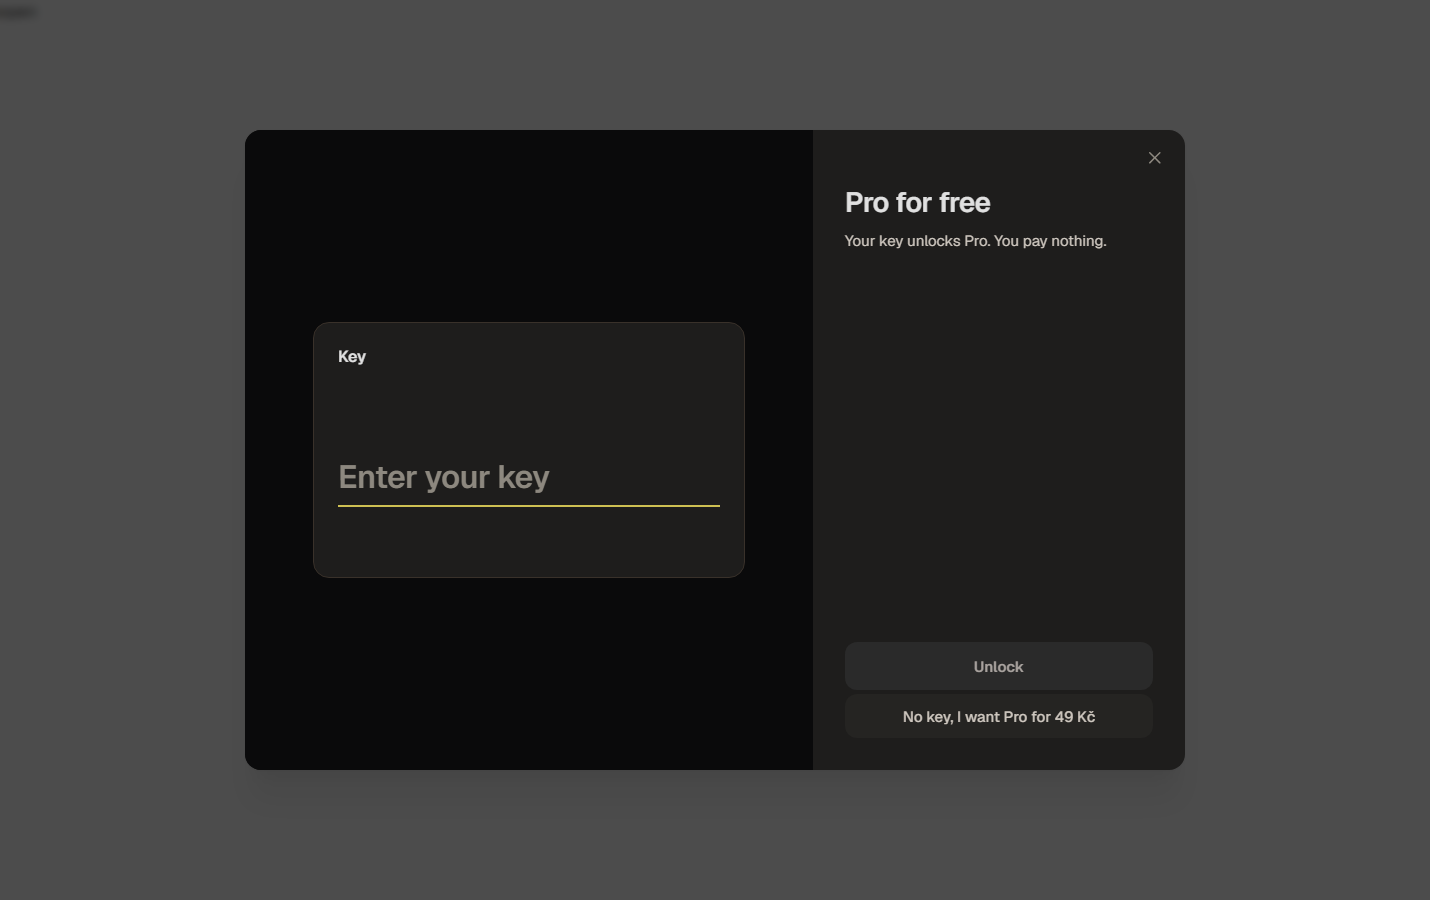 Key
Enter your key
Pro for free
Your key unlocks Pro. You pay nothing.
Unlock
No key, I want Pro for 49 Kč